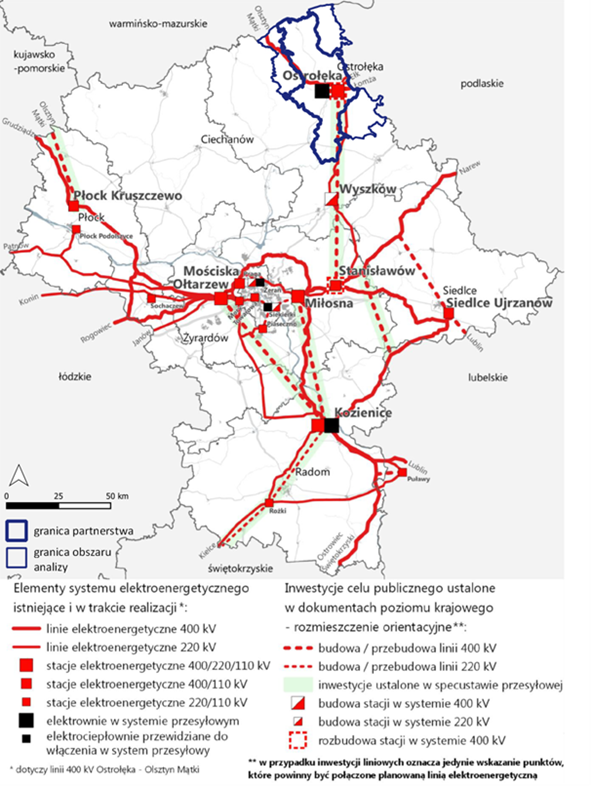 warmińsko-mazurskie
Olsztyn
Mątki
kujawsko
-pomorskie
Ostrołęka
Ostrołęka
Ełk
Łomża
podlaskie
Olsztyn
Mątki
Grudziądz
Ciechanów
Narew
Płock Kruszczewo
Wyszków
Płock
Płock Podolszyce
Pątnów
Mościska
Stanisławów
Ołtarzew
Żerań
Siedlce
Konin
Sochaczew
Miłosna
Siedlce Ujrzanów
Siekierki
Piaseczno
Rogowiec
Janów
Żyrardów
Lublin
łódzkie
lubelskie
Kozienice
Radom
Lublin
Puławy
0 25 50 km
Rożki
granica partnerstwa
Kielce
Ostrowiec
Świętokrzyski
granica obszaru
analizy
świętokrzyskie
Elementy systemu elektroenergetycznego
istniejące i w trakcie realizacji*:
linie elektroenergetyczne 400 kV
linie elektroenergetyczne 220 kV
stacje elektroenergetyczne 400/220/110 kV
stacje elektroenergetyczne 400/110 kV
stacje elektroenergetyczne 220/110 kV
elektrownie w systemie przesyłowym
elektrociepłownie przewidziane do
włączenia w system przesyłowy
* dotyczy linii 400 kV Ostrołęka - Olsztyn Mątki
Inwestycje celu publicznego ustalone
w dokumentach poziomu krajowego
- rozmieszczenie orientacyjne**:
budowa / przebudowa linii 400 kV
budowa / przebudowa linii 220 kV
inwestycje ustalone w specustawie przesyłowej
budowa stacji w systemie 400 kV
budowa stacji w systemie 220 kV
rozbudowa stacji w systemie 400 kV
** w przypadku inwestycji liniowych oznacza jedynie wskazanie punktów,
które powinny być połączone planowaną linią elektroenergetyczną